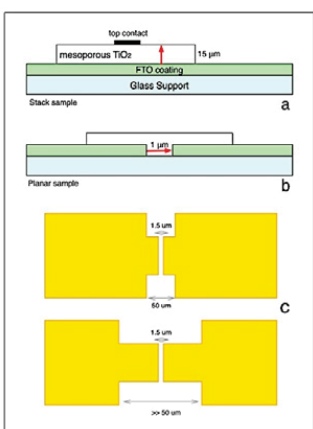 top contact
mesoporous TiO₂
15 μm
FTO coating
Glass Support
Stack sample
a
1 μm
Planar sample
b
1.5 um
50 um
c
1.5 um
>> 50 um